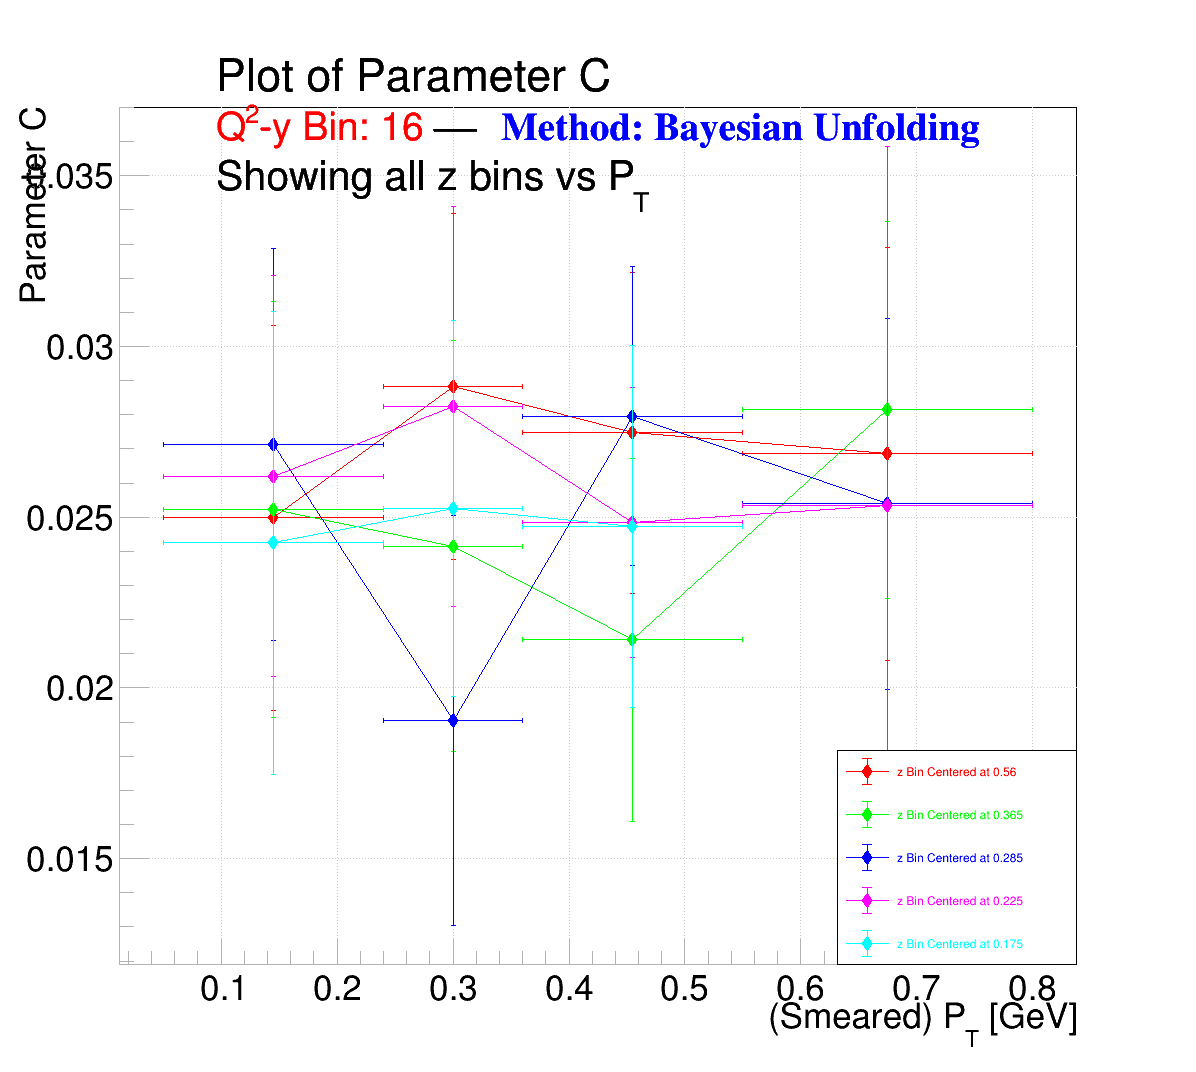 Plot of Parameter C
Q²-y Bin: 16 — Method: Bayesian Unfolding
Showing all z bins vs P_T
Parameter C
0.035
0.03
0.025
0.02
0.015
z Bin Centered at 0.56
z Bin Centered at 0.365
z Bin Centered at 0.285
z Bin Centered at 0.225
z Bin Centered at 0.175
0.1 0.2 0.3 0.4 0.5 0.6 0.7 0.8
(Smeared) P_T [GeV]